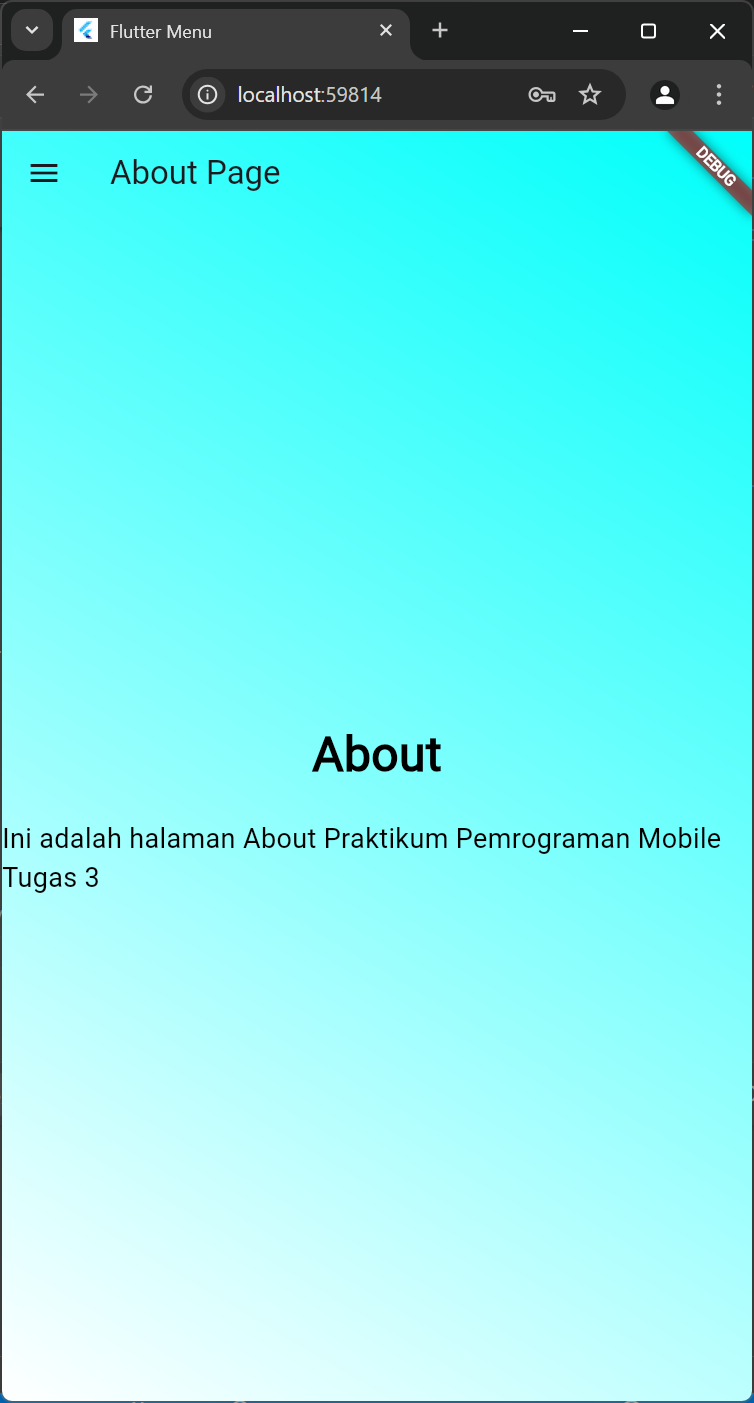 Flutter Menu
localhost:59814
About Page
DEBUG
About
Ini adalah halaman About Praktikum Pemrograman Mobile
Tugas 3